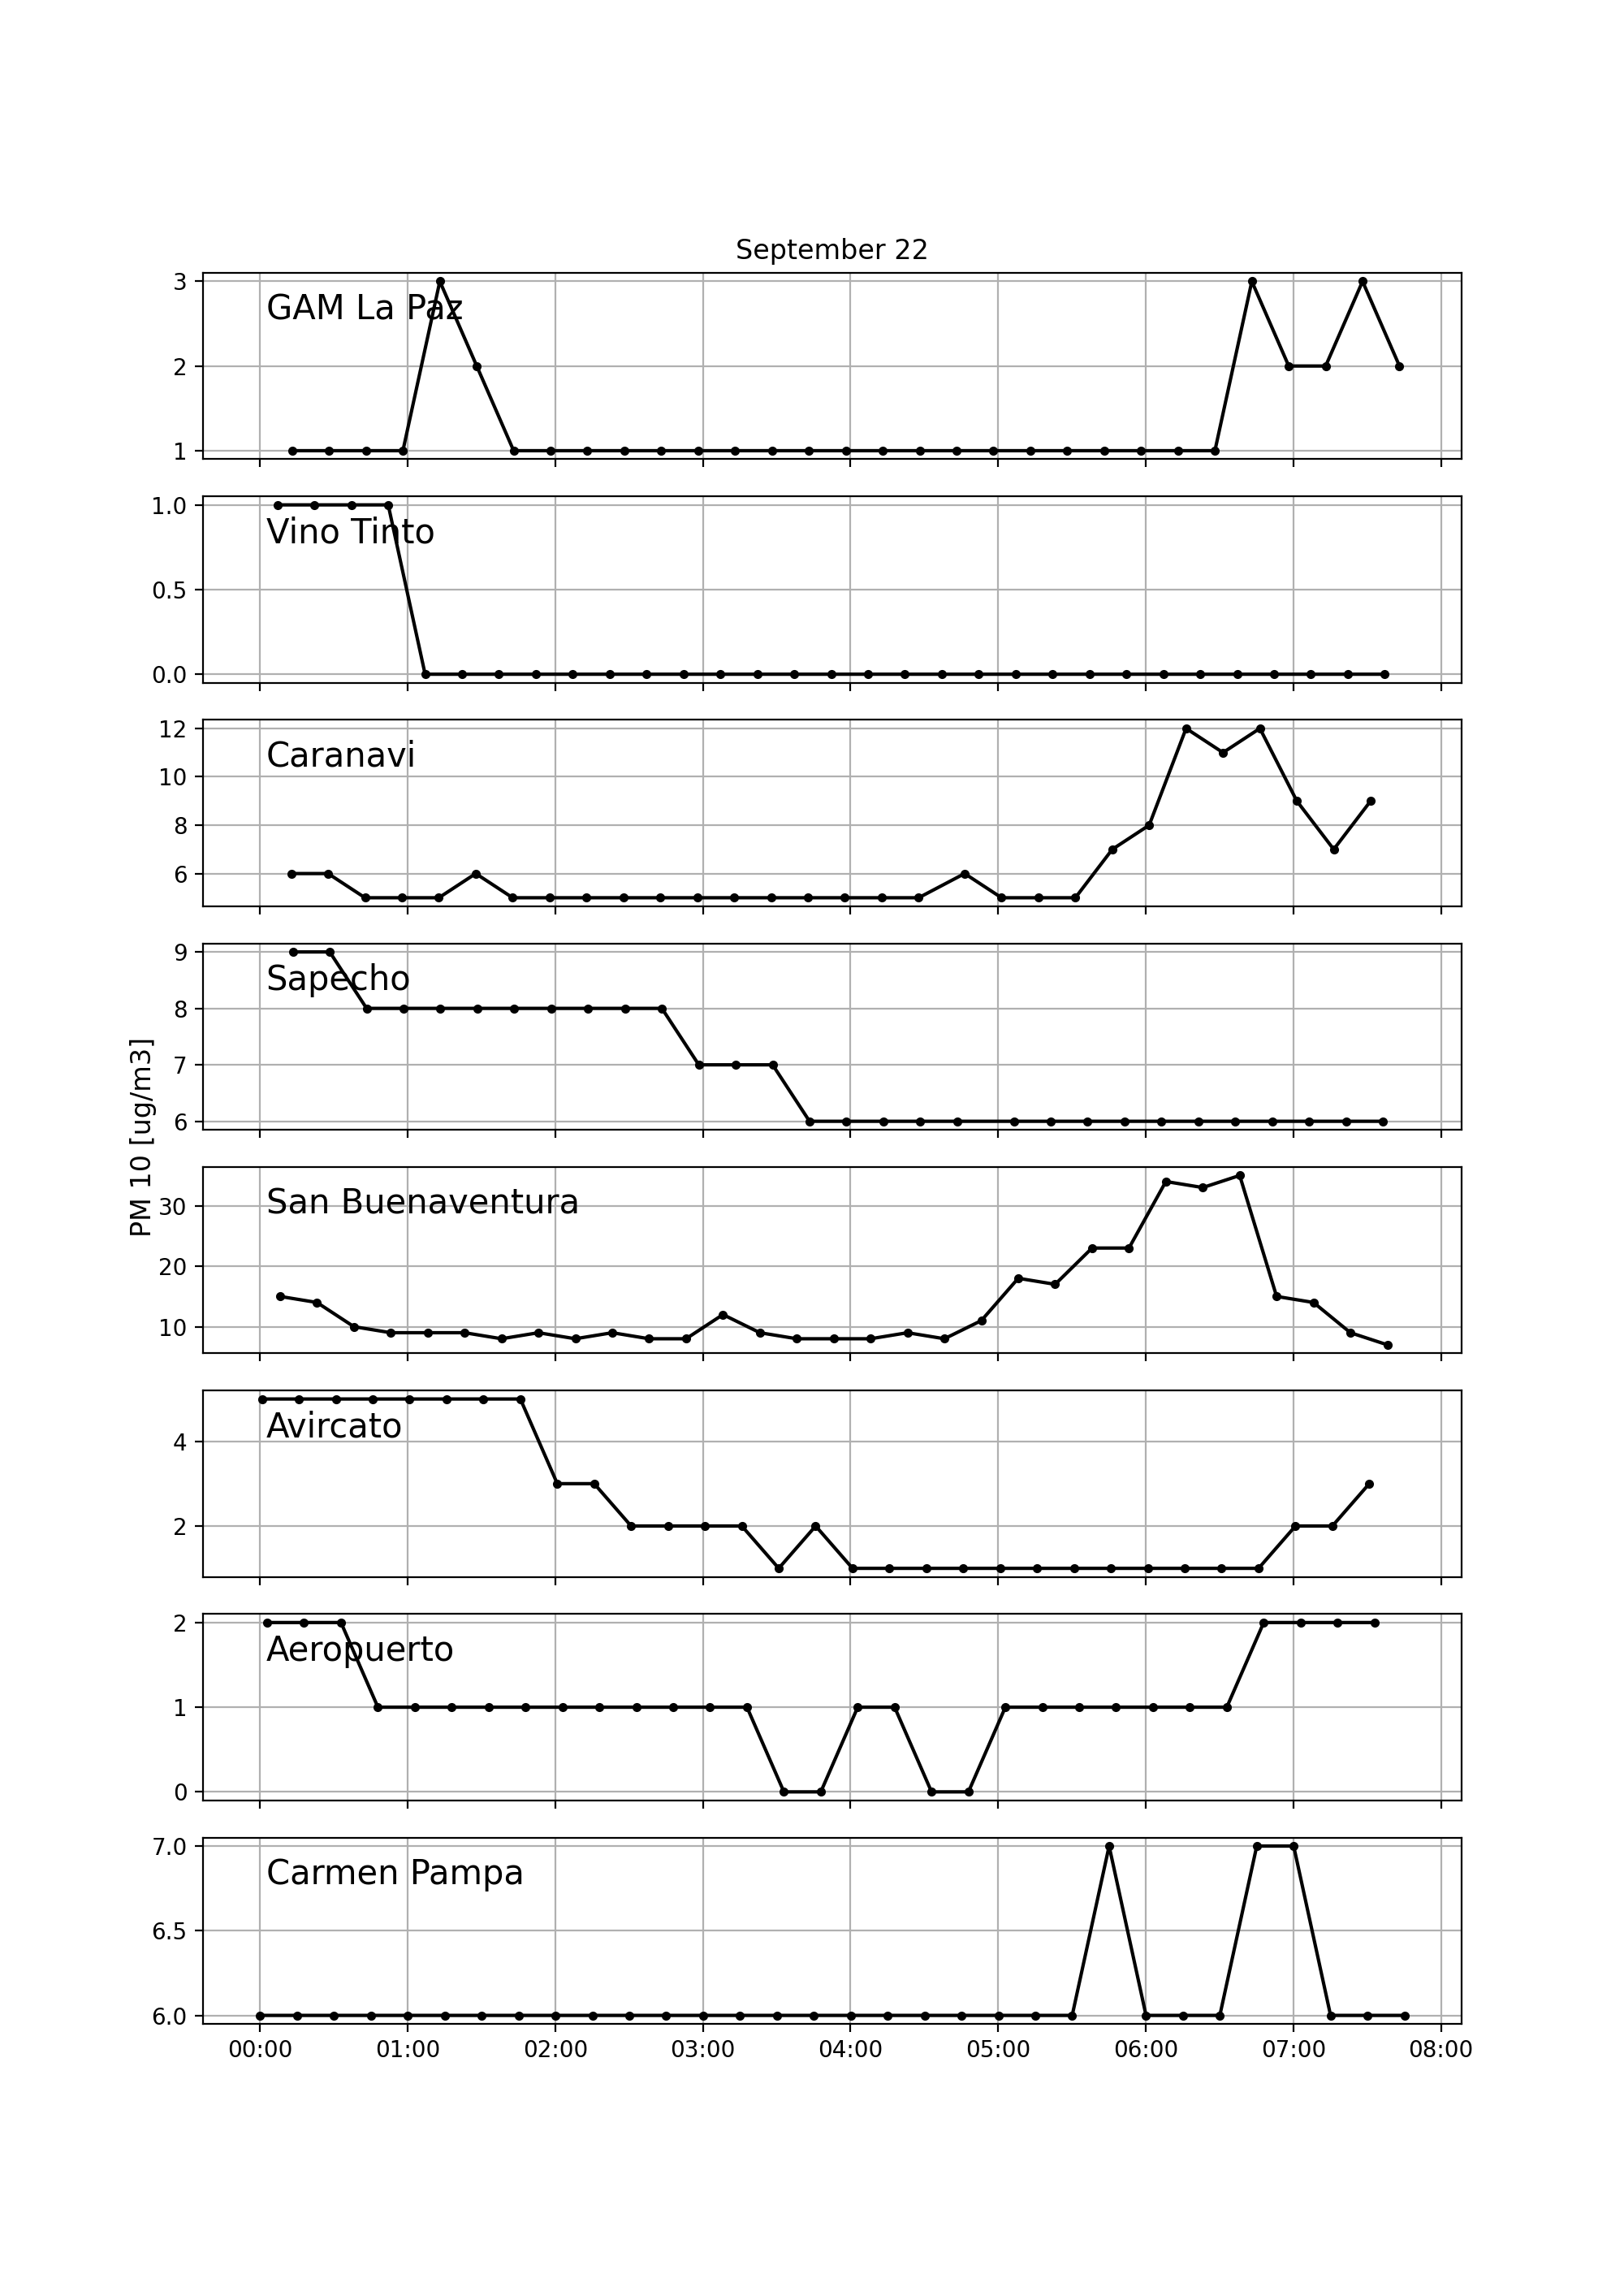 September 22
3
GAM La Paz
2
1
1.0
Vino Tinto
0.5
0.0
12
Caranavi
10
8
6
9
Sapecho
8
7
6
PM 10 [ug/m3]
San Buenaventura
30
20
10
Avircato
4
2
2
Aeropuerto
1
0
7.0
Carmen Pampa
6.5
6.0
00:00 01:00 02:00 03:00 04:00 05:00 06:00 07:00 08:00